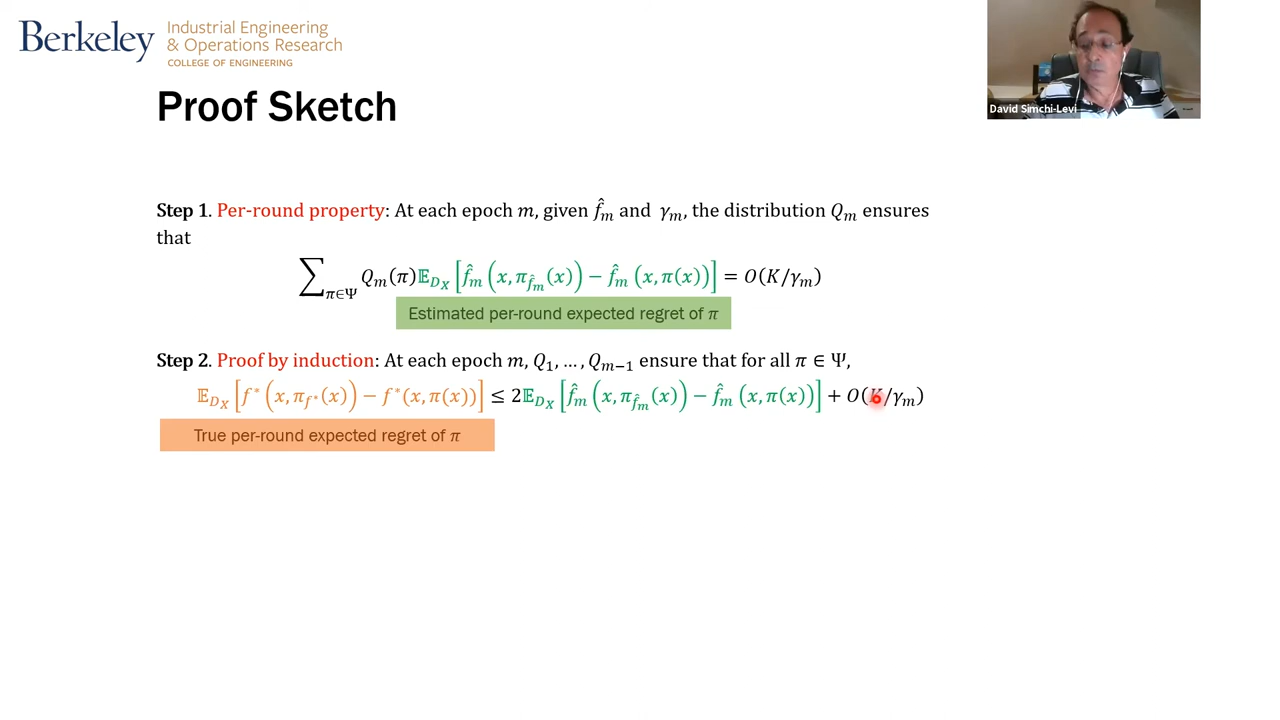 Berkeley
Industrial Engineering
& Operations Research
COLLEGE OF ENGINEERING
David Simchi-Levi
Proof Sketch
Step 1. Per-round property: At each epoch m, given f̂_m and γ_m, the distribution Q_m ensures
that
∑_{π∈Ψ} Q_m(π)𝔼_{D_X}[f̂_m(x, π_{f̂_m}(x)) − f̂_m(x, π(x))] = O(K/γ_m)
Estimated per-round expected regret of π
Step 2. Proof by induction: At each epoch m, Q_1, …, Q_{m−1} ensure that for all π ∈ Ψ,
𝔼_{D_X}[f*(x, π_{f*}(x)) − f*(x, π(x))] ≤ 2𝔼_{D_X}[f̂_m(x, π_{f̂_m}(x)) − f̂_m(x, π(x))] + O(K/γ_m)
True per-round expected regret of π